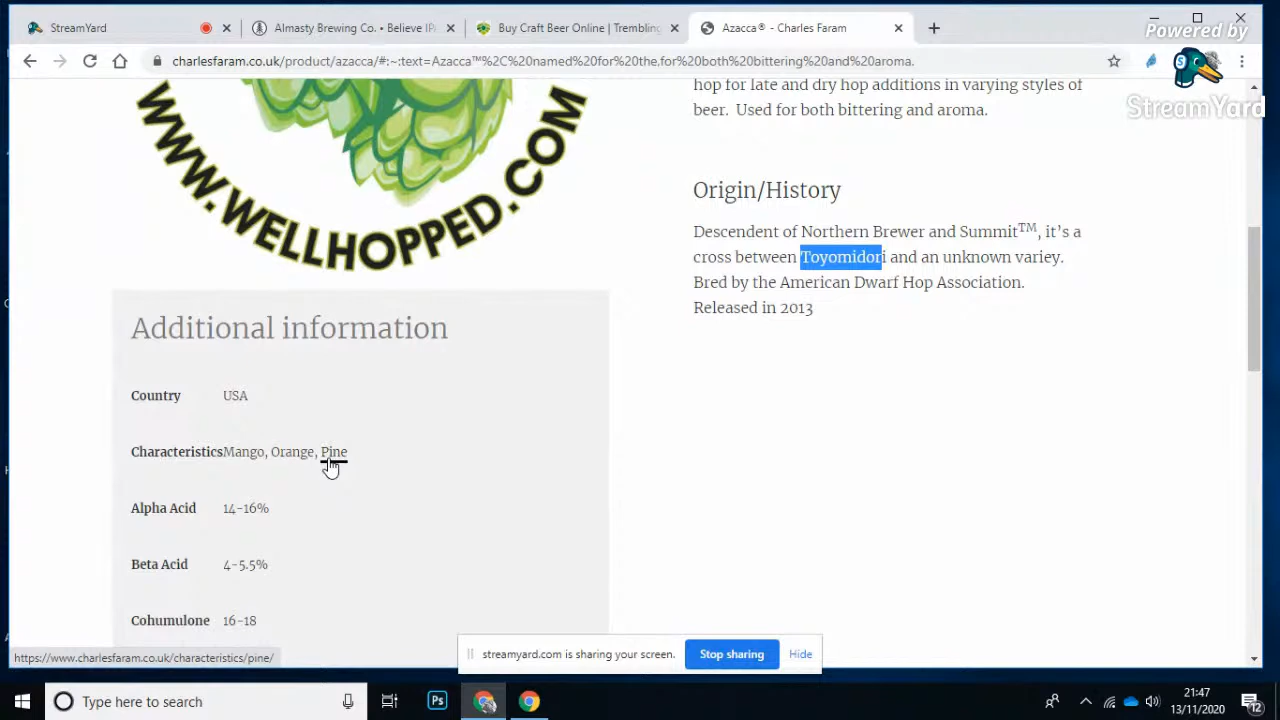 StreamYard
Almasty Brewing Co. • Believe IPA
Buy Craft Beer Online | Trembling
Azacca® - Charles Faram
Powered by
StreamYard
charlesfaram.co.uk/product/azacca/#:~:text=Azacca™%2C%20named%20for%20the,for%20both%20bittering%20and%20aroma.
WWW.WELLHOPPED.COM
hop for late and dry hop additions in varying styles of
beer. Used for both bittering and aroma.
Origin/History
Descendent of Northern Brewer and Summit™, it’s a
cross between Toyomidori and an unknown variey.
Bred by the American Dwarf Hop Association.
Released in 2013
Additional information
Country USA
Characteristics Mango, Orange, Pine
Alpha Acid 14-16%
Beta Acid 4-5.5%
Cohumulone 16-18
https://www.charlesfaram.co.uk/characteristics/pine/
streamyard.com is sharing your screen. Stop sharing Hide
Type here to search
Ps
21:47
13/11/2020
12